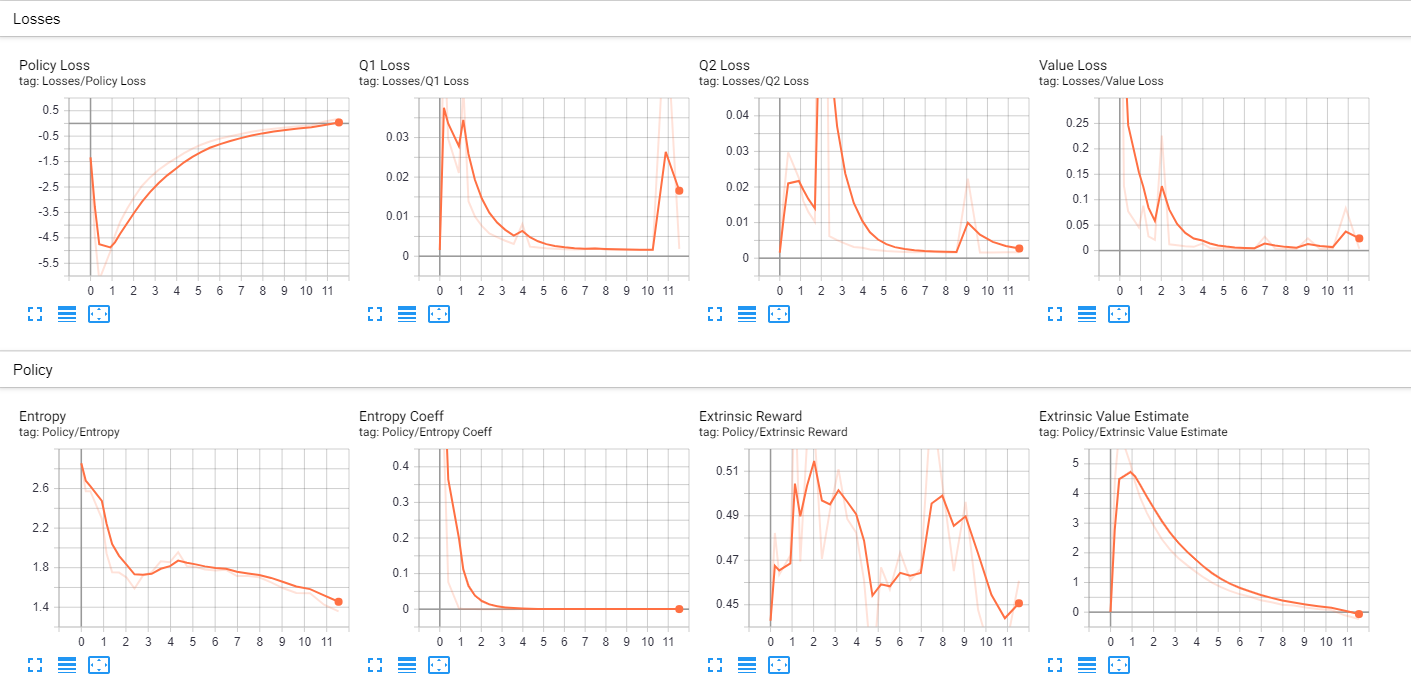 Losses
Policy Loss
tag: Losses/Policy Loss
0.5
-0.5
-1.5
-2.5
-3.5
-4.5
-5.5
0 1 2 3 4 5 6 7 8 9 10 11
Q1 Loss
tag: Losses/Q1 Loss
0.03
0.02
0.01
0
0 1 2 3 4 5 6 7 8 9 10 11
Q2 Loss
tag: Losses/Q2 Loss
0.04
0.03
0.02
0.01
0
0 1 2 3 4 5 6 7 8 9 10 11
Value Loss
tag: Losses/Value Loss
0.25
0.2
0.15
0.1
0.05
0
0 1 2 3 4 5 6 7 8 9 10 11
Policy
Entropy
tag: Policy/Entropy
2.6
2.2
1.8
1.4
0 1 2 3 4 5 6 7 8 9 10 11
Entropy Coeff
tag: Policy/Entropy Coeff
0.4
0.3
0.2
0.1
0
0 1 2 3 4 5 6 7 8 9 10 11
Extrinsic Reward
tag: Policy/Extrinsic Reward
0.51
0.49
0.47
0.45
0 1 2 3 4 5 6 7 8 9 10 11
Extrinsic Value Estimate
tag: Policy/Extrinsic Value Estimate
5
4
3
2
1
0
0 1 2 3 4 5 6 7 8 9 10 11